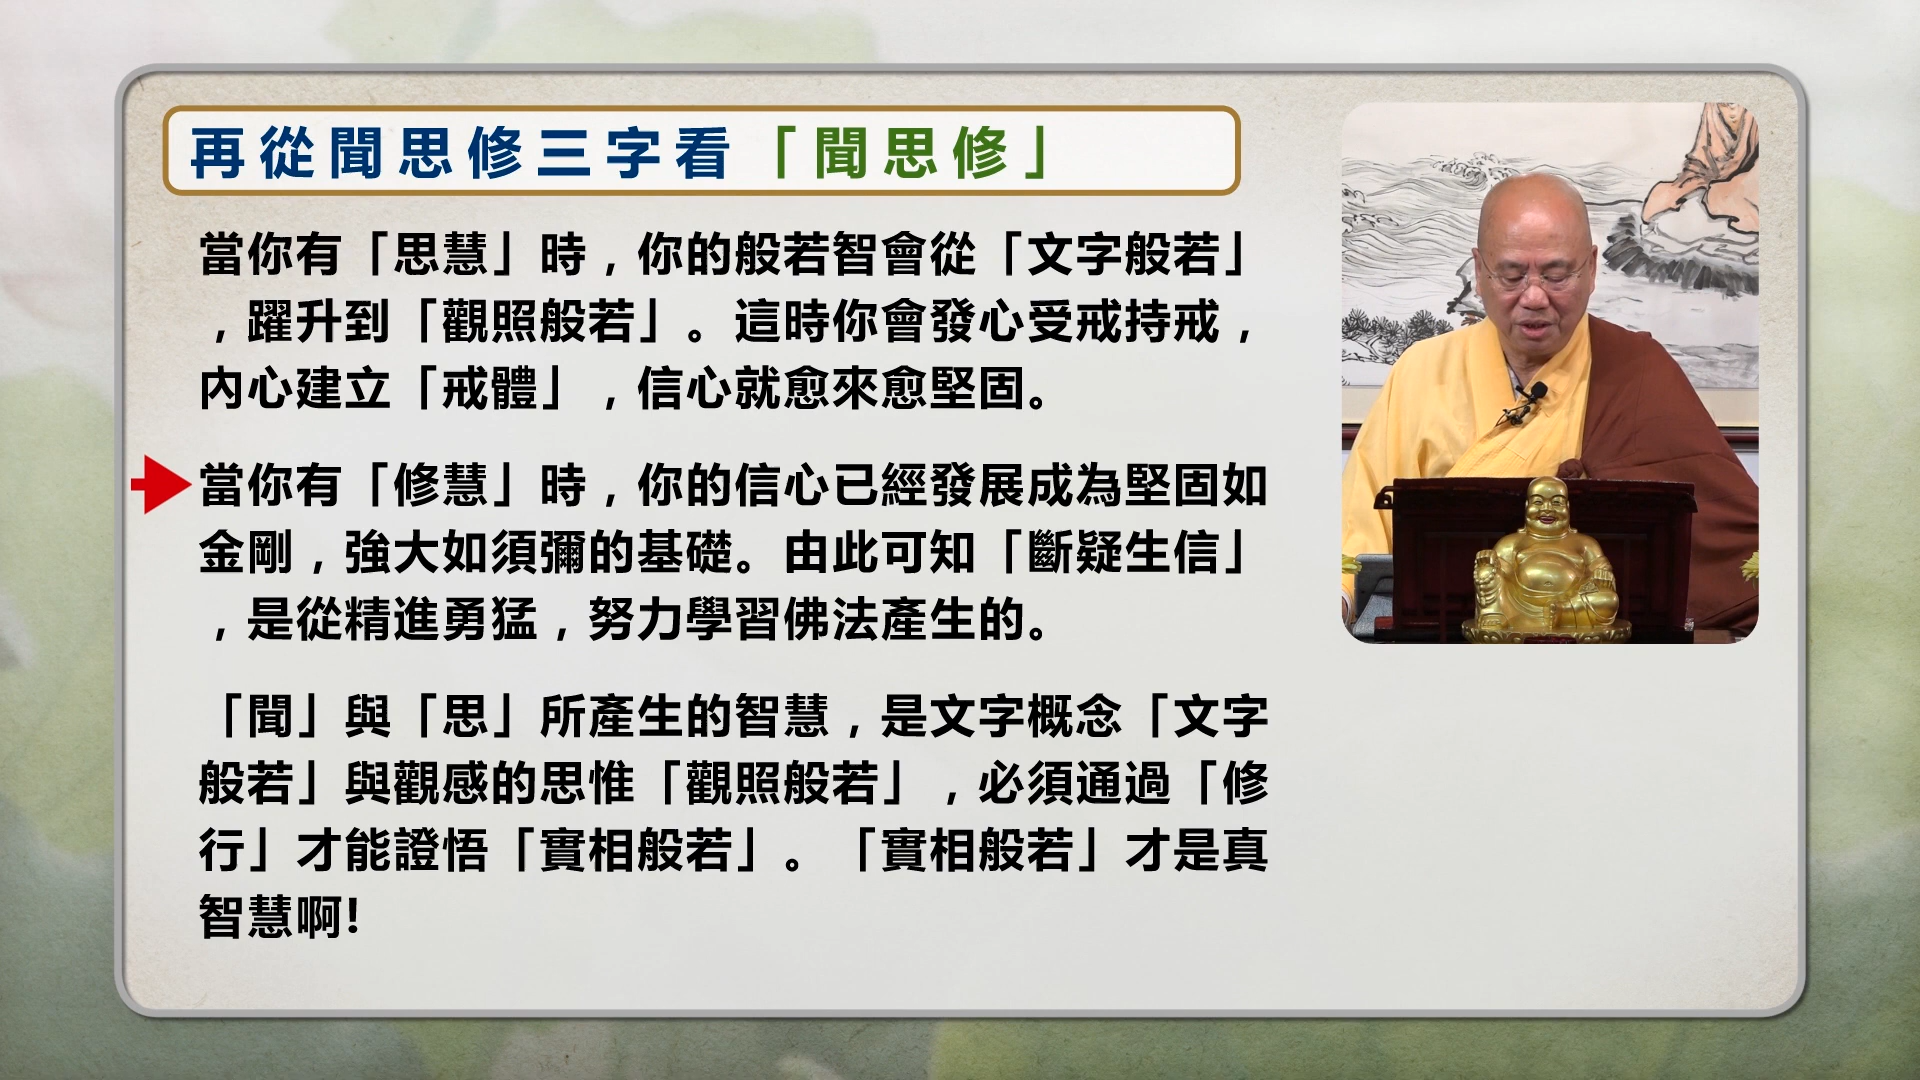 再從聞思修三字看「聞思修」
當你有「思慧」時，你的般若智會從「文字般若」
，躍升到「觀照般若」。這時你會發心受戒持戒，
內心建立「戒體」，信心就愈來愈堅固。
當你有「修慧」時，你的信心已經發展成為堅固如
金剛，強大如須彌的基礎。由此可知「斷疑生信」
，是從精進勇猛，努力學習佛法產生的。
「聞」與「思」所產生的智慧，是文字概念「文字
般若」與觀感的思惟「觀照般若」，必須通過「修
行」才能證悟「實相般若」。「實相般若」才是真
智慧啊!